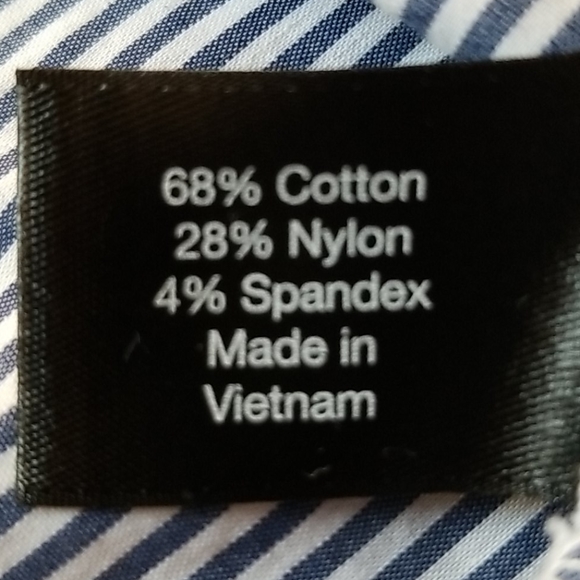 68% Cotton
28% Nylon
4% Spandex
Made in
Vietnam